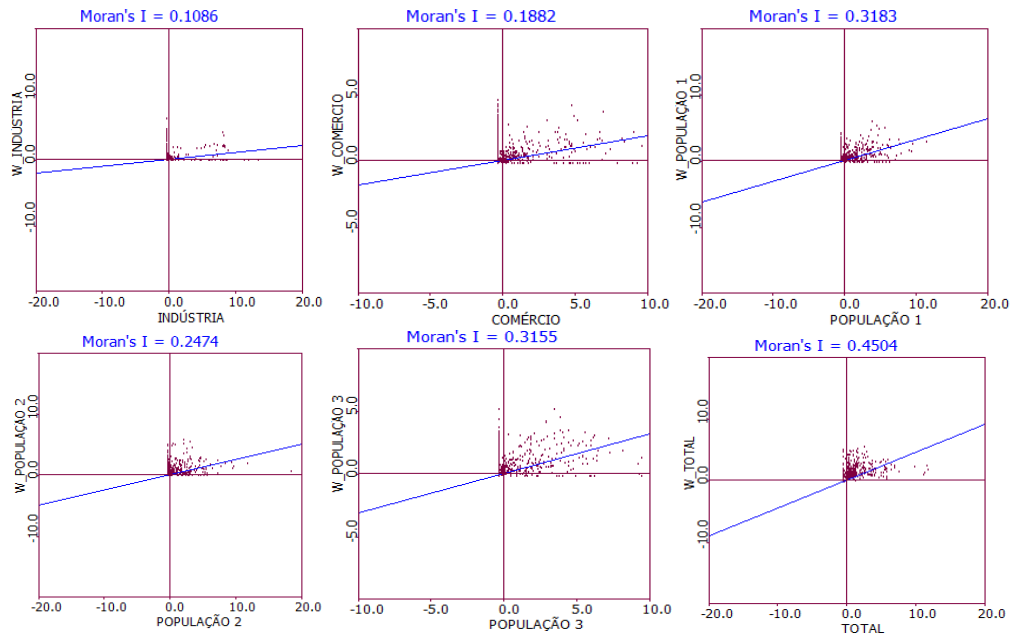 Moran's I = 0.1086
10.0
0.0
-10.0
W_INDÚSTRIA
-20.0 -10.0 0.0 10.0 20.0
INDÚSTRIA
Moran's I = 0.1882
5.0
0.0
-5.0
W_COMÉRCIO
-10.0 -5.0 0.0 5.0 10.0
COMÉRCIO
Moran's I = 0.3183
10.0
0.0
-10.0
W_POPULAÇÃO 1
-20.0 -10.0 0.0 10.0 20.0
POPULAÇÃO 1
Moran's I = 0.2474
10.0
0.0
-10.0
W_POPULAÇÃO 2
20.0 -10.0 0.0 10.0 20.0
POPULAÇÃO 2
Moran's I = 0.3155
5.0
0.0
-5.0
W_POPULAÇÃO 3
-10.0 -5.0 0.0 5.0 10.0
POPULAÇÃO 3
Moran's I = 0.4504
10.0
0.0
-10.0
W_TOTAL
-20.0 -10.0 0.0 10.0 20.0
TOTAL